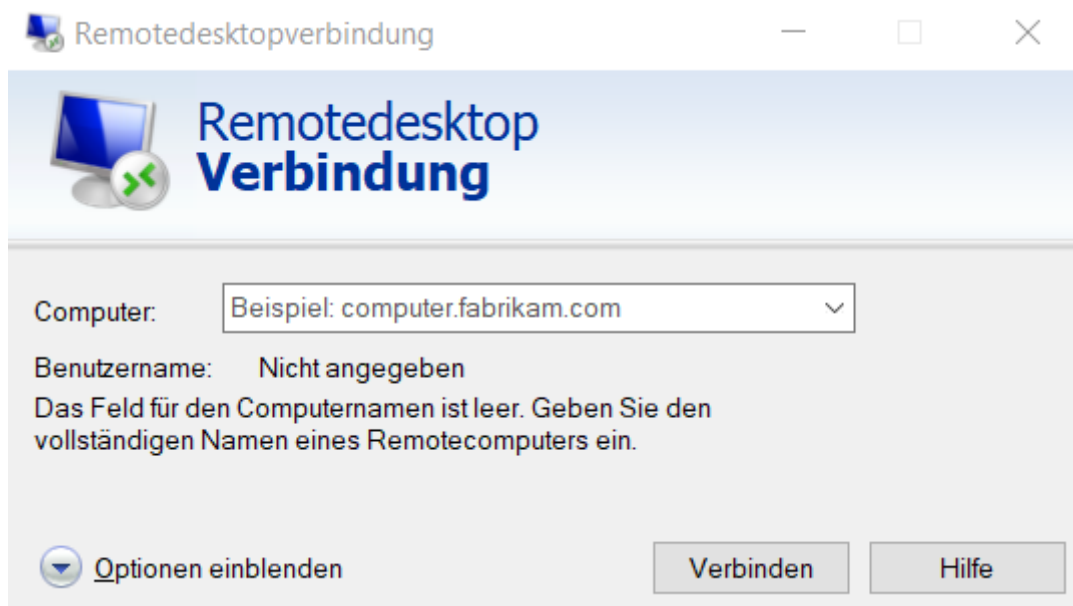 Remotedesktopverbindung
Remotedesktop
Verbindung
Computer: Beispiel: computer.fabrikam.com
Benutzername: Nicht angegeben
Das Feld für den Computernamen ist leer. Geben Sie den
vollständigen Namen eines Remotecomputers ein.
Optionen einblenden Verbinden Hilfe